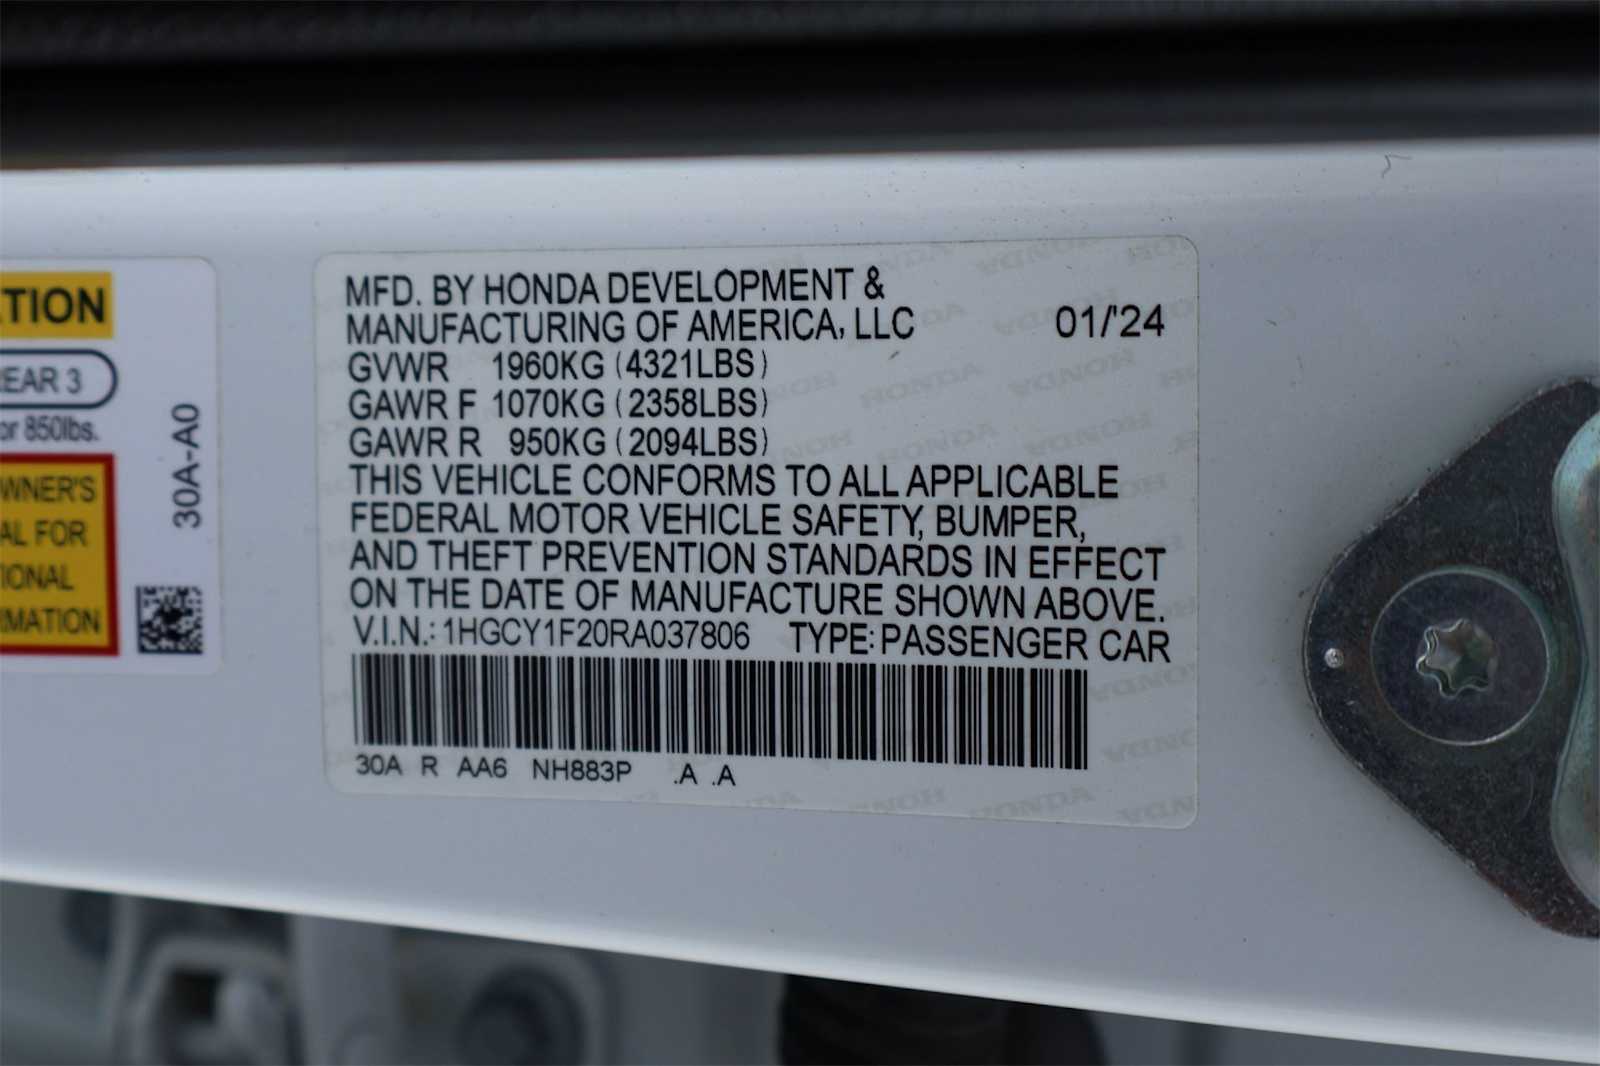 TION
EAR 3
or 850lbs.
WNER'S
AL FOR
TIONAL
RMATION
30A-A0
MFD. BY HONDA DEVELOPMENT &
MANUFACTURING OF AMERICA, LLC 01/'24
GVWR 1960KG (4321LBS)
GAWR F 1070KG (2358LBS)
GAWR R 950KG (2094LBS)
THIS VEHICLE CONFORMS TO ALL APPLICABLE
FEDERAL MOTOR VEHICLE SAFETY, BUMPER,
AND THEFT PREVENTION STANDARDS IN EFFECT
ON THE DATE OF MANUFACTURE SHOWN ABOVE.
V.I.N.: 1HGCY1F20RA037806 TYPE: PASSENGER CAR
30A R AA6 NH883P .A .A